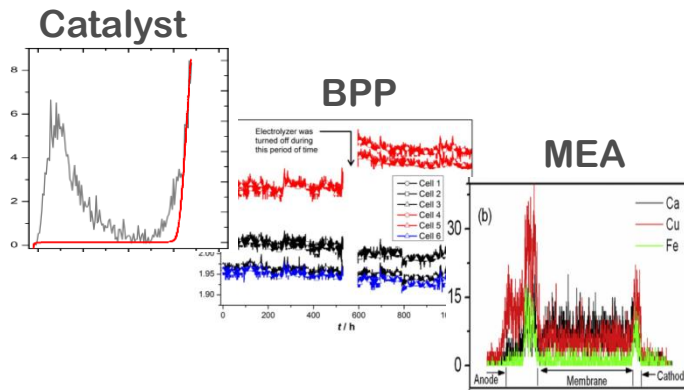 Catalyst
8
6
4
2
0
BPP
Electrolyzer was
turned off during
this period of time
Cell 1
Cell 2
Cell 3
Cell 4
Cell 5
Cell 6
2.00
1.95
1.90
0 200 400 600 800
t / h
MEA
(b)
Ca
Cu
Fe
30
15
0
Anode
Membrane
Cathod